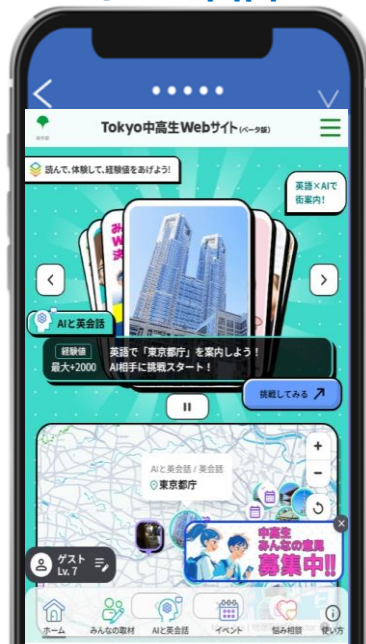 Tokyo中高生Webサイト(ベータ版)
読んで、体験して、経験値をあげよう!
英語×AIで
街案内!
AIと英会話
経験値
最大+2000
英語で「東京都庁」を案内しよう!
AI相手に挑戦スタート!
挑戦してみる
AIと英会話 / 英会話
東京都庁
中高生
みんなの意見
募集中!!
ゲスト
Lv. 7
ホーム
みんなの取材
AIと英会話
イベント
悩み相談
使い方